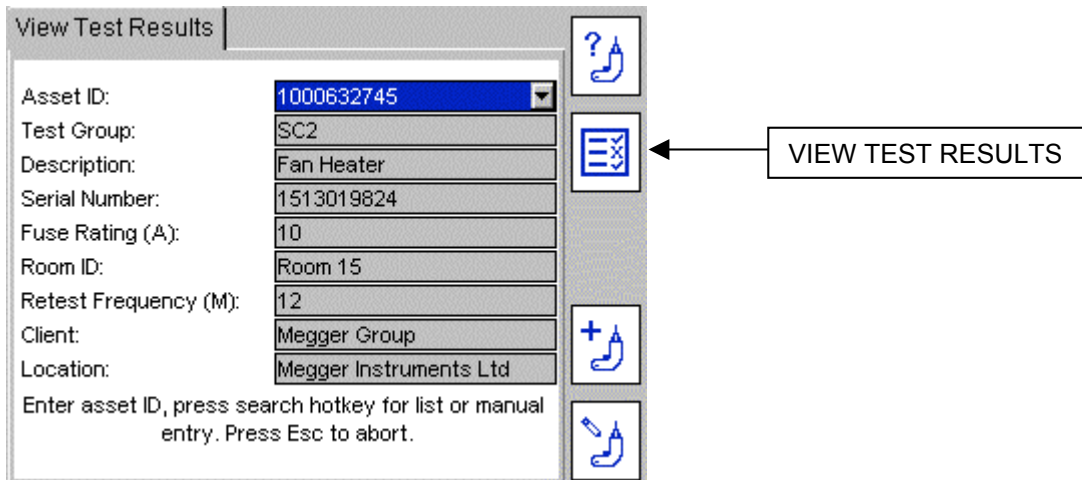 View Test Results
Asset ID: 1000632745
Test Group: SC2
Description: Fan Heater
Serial Number: 1513019824
Fuse Rating (A): 10
Room ID: Room 15
Retest Frequency (M): 12
Client: Megger Group
Location: Megger Instruments Ltd
Enter asset ID, press search hotkey for list or manual
entry. Press Esc to abort.
?
+
VIEW TEST RESULTS